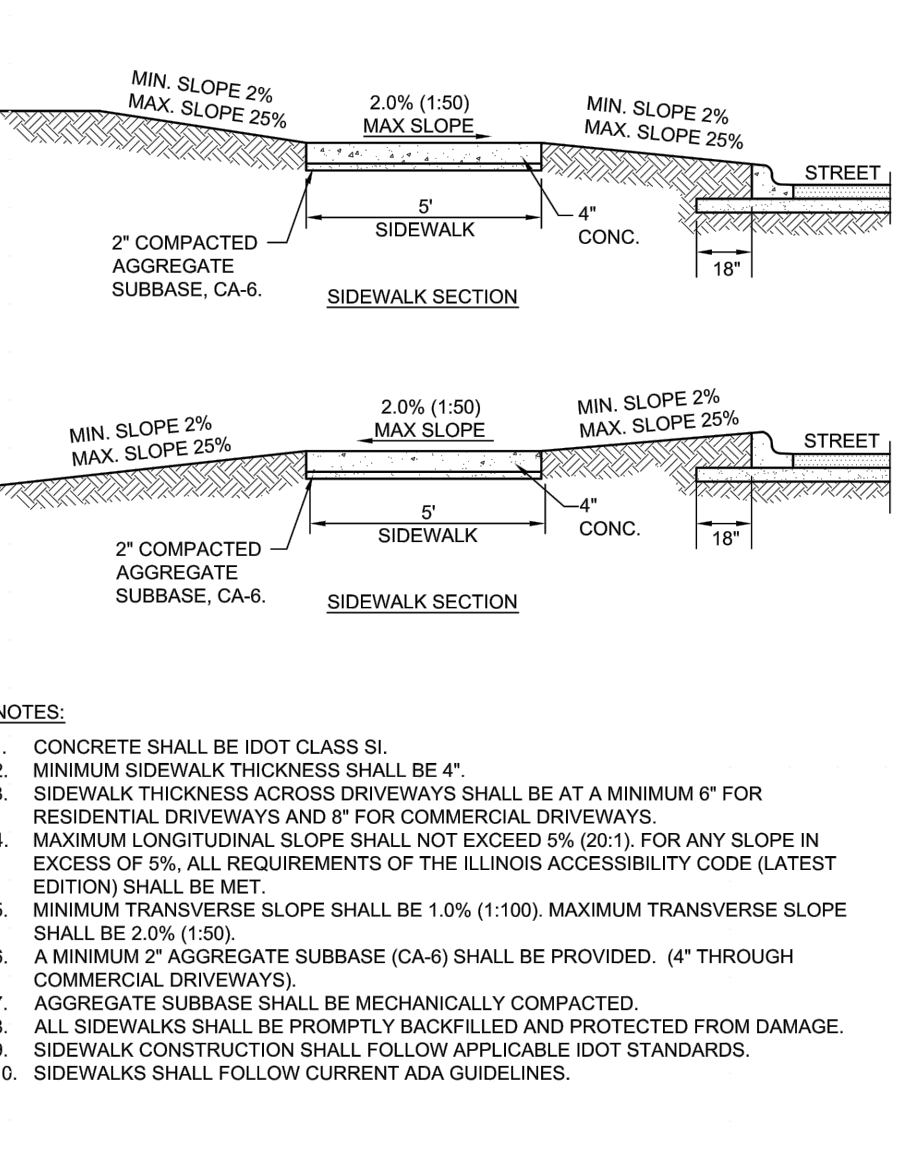 MIN. SLOPE 2%
MAX. SLOPE 25%
2.0% (1:50)
MAX SLOPE
MIN. SLOPE 2%
MAX. SLOPE 25%
STREET
5'
SIDEWALK
4"
CONC.
2" COMPACTED
AGGREGATE
SUBBASE, CA-6.
18"
SIDEWALK SECTION
MIN. SLOPE 2%
MAX. SLOPE 25%
2.0% (1:50)
MAX SLOPE
MIN. SLOPE 2%
MAX. SLOPE 25%
STREET
5'
SIDEWALK
4"
CONC.
2" COMPACTED
AGGREGATE
SUBBASE, CA-6.
18"
SIDEWALK SECTION
NOTES:
. CONCRETE SHALL BE IDOT CLASS SI.
2. MINIMUM SIDEWALK THICKNESS SHALL BE 4".
3. SIDEWALK THICKNESS ACROSS DRIVEWAYS SHALL BE AT A MINIMUM 6" FOR
RESIDENTIAL DRIVEWAYS AND 8" FOR COMMERCIAL DRIVEWAYS.
4. MAXIMUM LONGITUDINAL SLOPE SHALL NOT EXCEED 5% (20:1). FOR ANY SLOPE IN
EXCESS OF 5%, ALL REQUIREMENTS OF THE ILLINOIS ACCESSIBILITY CODE (LATEST
EDITION) SHALL BE MET.
5. MINIMUM TRANSVERSE SLOPE SHALL BE 1.0% (1:100). MAXIMUM TRANSVERSE SLOPE
SHALL BE 2.0% (1:50).
6. A MINIMUM 2" AGGREGATE SUBBASE (CA-6) SHALL BE PROVIDED. (4" THROUGH
COMMERCIAL DRIVEWAYS).
7. AGGREGATE SUBBASE SHALL BE MECHANICALLY COMPACTED.
8. ALL SIDEWALKS SHALL BE PROMPTLY BACKFILLED AND PROTECTED FROM DAMAGE.
9. SIDEWALK CONSTRUCTION SHALL FOLLOW APPLICABLE IDOT STANDARDS.
0. SIDEWALKS SHALL FOLLOW CURRENT ADA GUIDELINES.